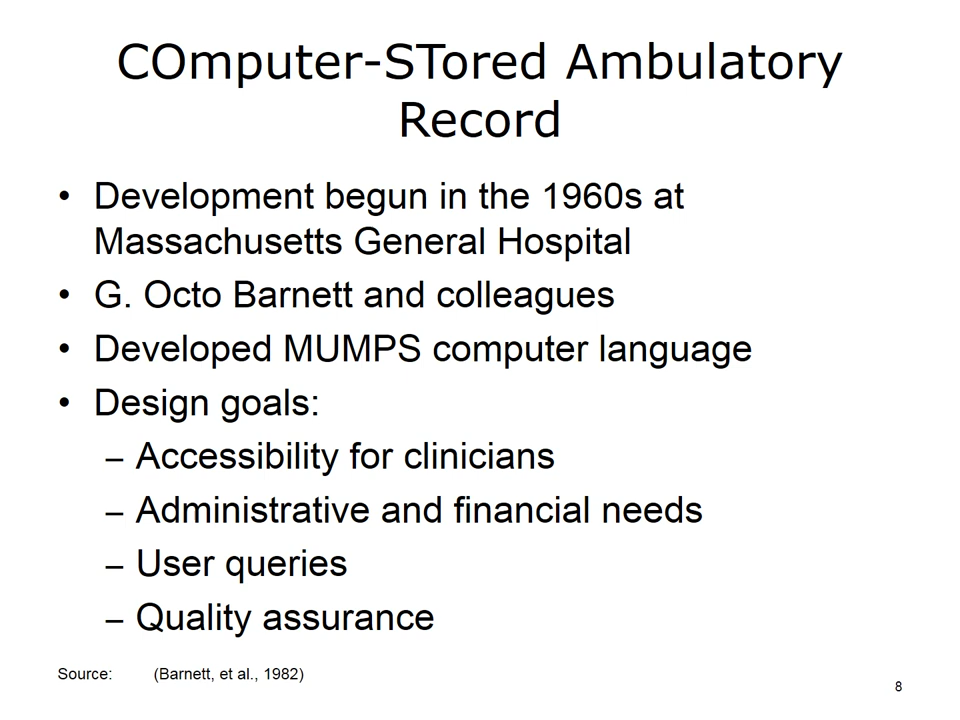 COmputer-STored Ambulatory
Record
• Development begun in the 1960s at
Massachusetts General Hospital
• G. Octo Barnett and colleagues
• Developed MUMPS computer language
• Design goals:
– Accessibility for clinicians
– Administrative and financial needs
– User queries
– Quality assurance
Source: (Barnett, et al., 1982)
8